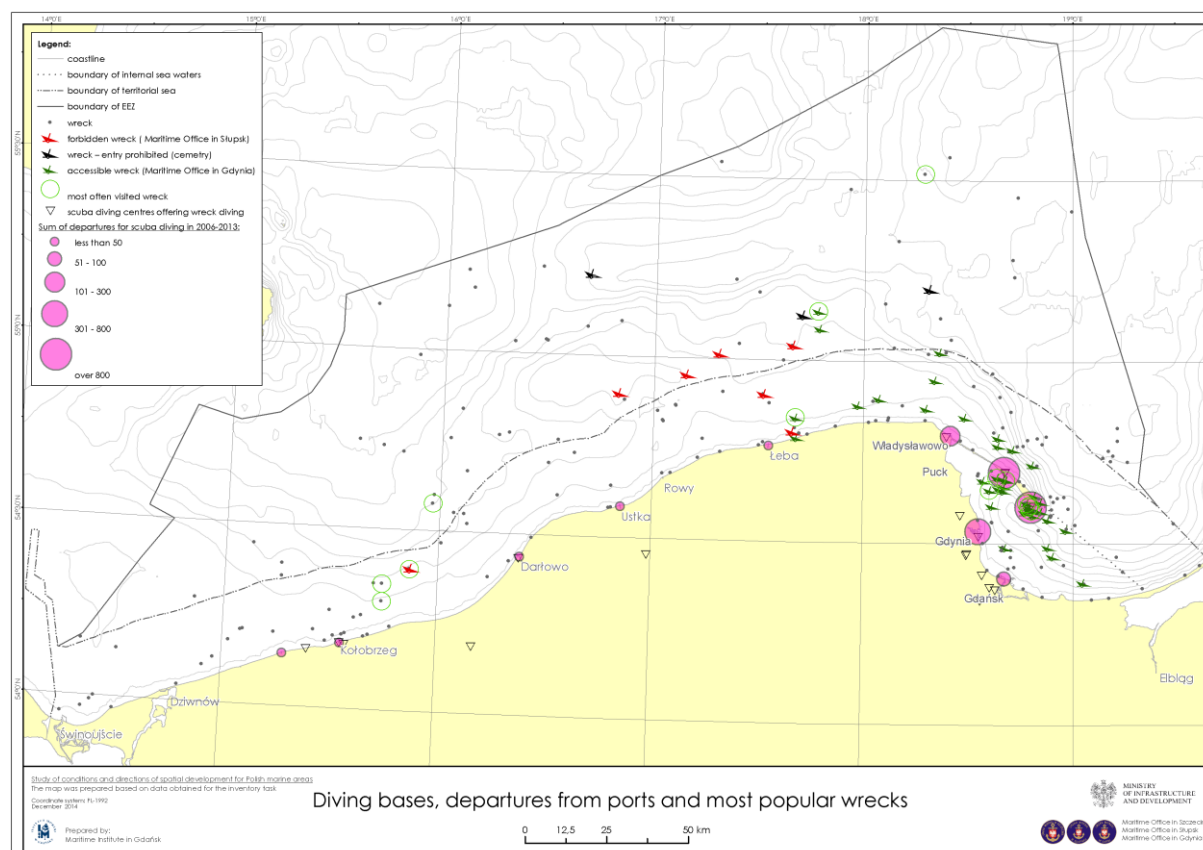 14°0'E 15°0'E 16°0'E 17°0'E 18°0'E 19°0'E
Legend:
coastline
boundary of internal sea waters
boundary of territorial sea
boundary of EEZ
wreck
forbidden wreck ( Maritime Office in Słupsk)
wreck – entry prohibited (cemetry)
accessible wreck (Maritime Office in Gdynia)
most often visited wreck
scuba diving centres offering wreck diving
Sum of departures for scuba diving in 2006-2013:
less than 50
51 - 100
101 - 300
301 - 800
over 800
Władysławowo
Łeba
Puck
Rowy
Ustka
Gdynia
Darłowo
Gdańsk
Kołobrzeg
Elbląg
Dziwnów
Świnoujście
Study of conditions and directions of spatial development for Polish marine areas
The map was prepared based on data obtained for the inventory task
Coordinate system: PL-1992
December 2014
Prepared by:
Maritime Institute in Gdańsk
Diving bases, departures from ports and most popular wrecks
0 12,5 25 50 km
MINISTRY
OF INFRASTRUCTURE
AND DEVELOPMENT
Maritime Office in Szczeci
Maritime Office in Słupsk
Maritime Office in Gdynia